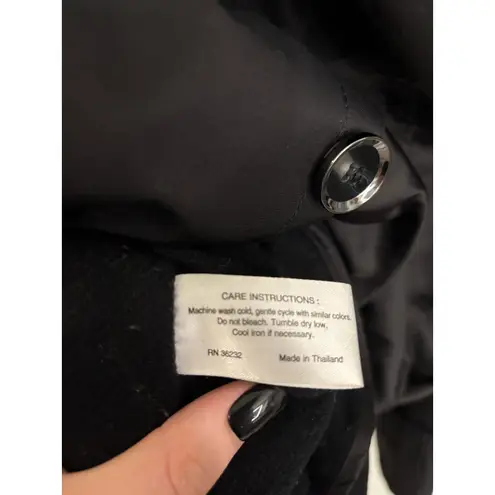 CARE INSTRUCTIONS:
Machine wash cold, gentle cycle with similar colors.
Do not bleach. Tumble dry low,
Cool iron if necessary.
RN 36232 Made in Thailand